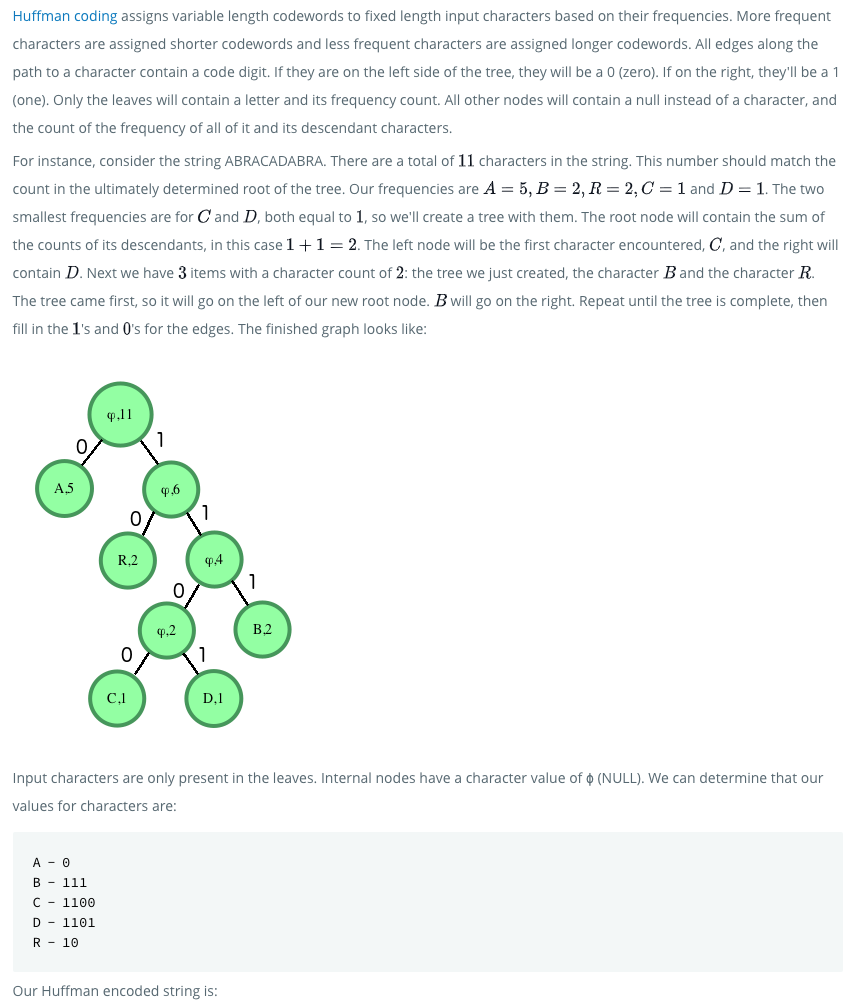 Huffman coding assigns variable length codewords to fixed length input characters based on their frequencies. More frequent
characters are assigned shorter codewords and less frequent characters are assigned longer codewords. All edges along the
path to a character contain a code digit. If they are on the left side of the tree, they will be a 0 (zero). If on the right, they'll be a 1
(one). Only the leaves will contain a letter and its frequency count. All other nodes will contain a null instead of a character, and
the count of the frequency of all of it and its descendant characters.
For instance, consider the string ABRACADABRA. There are a total of 11 characters in the string. This number should match the
count in the ultimately determined root of the tree. Our frequencies are A = 5, B = 2, R = 2, C = 1 and D = 1. The two
smallest frequencies are for C and D, both equal to 1, so we'll create a tree with them. The root node will contain the sum of
the counts of its descendants, in this case 1 + 1 = 2. The left node will be the first character encountered, C, and the right will
contain D. Next we have 3 items with a character count of 2: the tree we just created, the character B and the character R.
The tree came first, so it will go on the left of our new root node. B will go on the right. Repeat until the tree is complete, then
fill in the 1's and 0's for the edges. The finished graph looks like:
φ,11
0 1
A,5 φ,6
0 1
R,2 φ,4
0 1
φ,2 B,2
0 1
C,1 D,1
Input characters are only present in the leaves. Internal nodes have a character value of ϕ (NULL). We can determine that our
values for characters are:
A - 0
B - 111
C - 1100
D - 1101
R - 10
Our Huffman encoded string is: